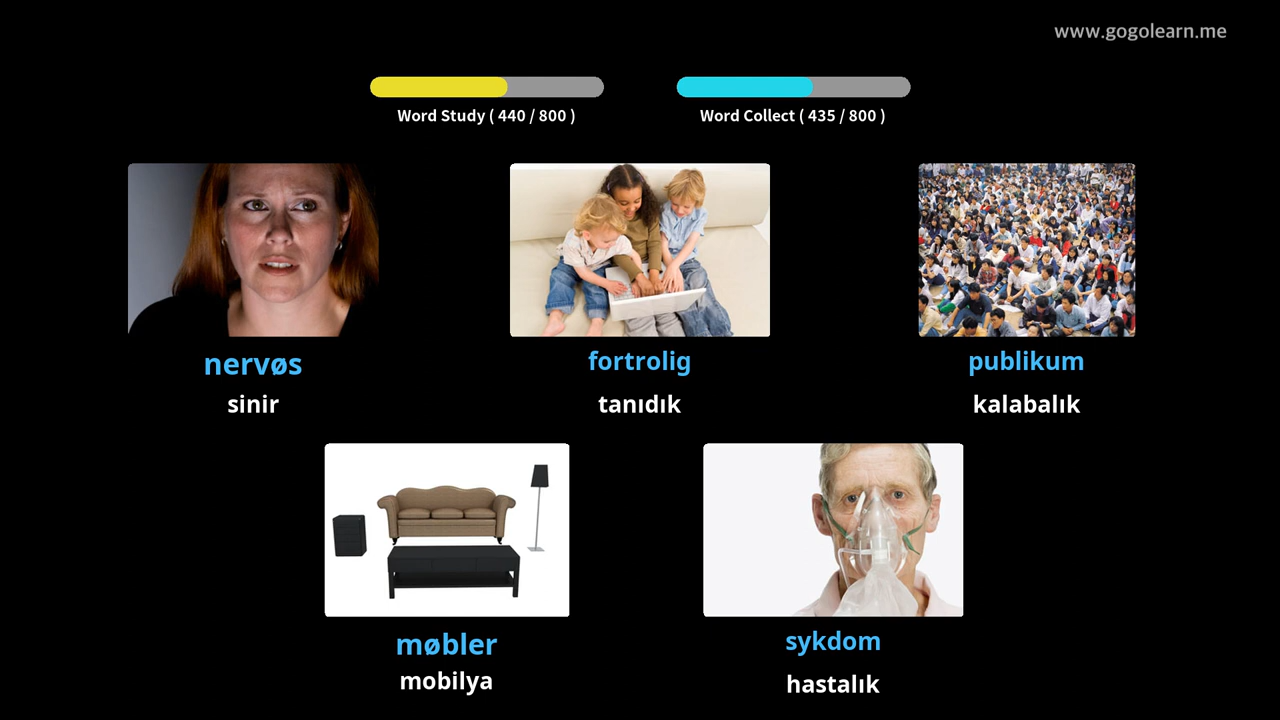 www.gogolearn.me
Word Study ( 440 / 800 )
Word Collect ( 435 / 800 )
nervøs
fortrolig
publikum
sinir
tanıdık
kalabalık
møbler
sykdom
mobilya
hastalık